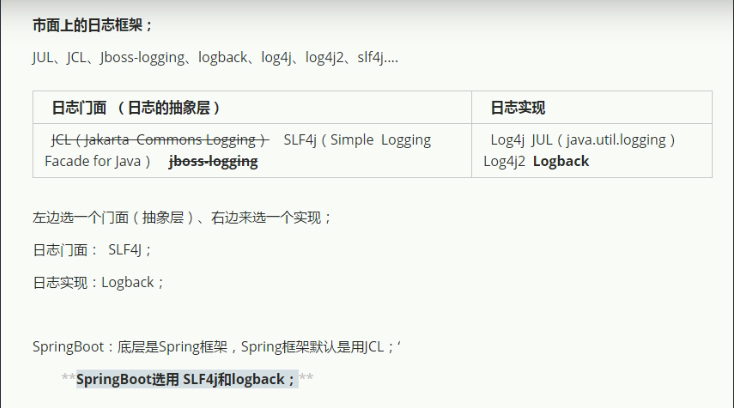 市面上的日志框架；
JUL、JCL、Jboss-logging、logback、log4j、log4j2、slf4j....
日志门面 （日志的抽象层）
日志实现
JCL（Jakarta Commons Logging） SLF4j（Simple Logging
Facade for Java） jboss-logging
Log4j JUL（java.util.logging）
Log4j2 Logback
左边选一个门面（抽象层）、右边来选一个实现；
日志门面： SLF4J；
日志实现：Logback；
SpringBoot：底层是Spring框架，Spring框架默认是用JCL；‘
**SpringBoot选用 SLF4j和logback；**